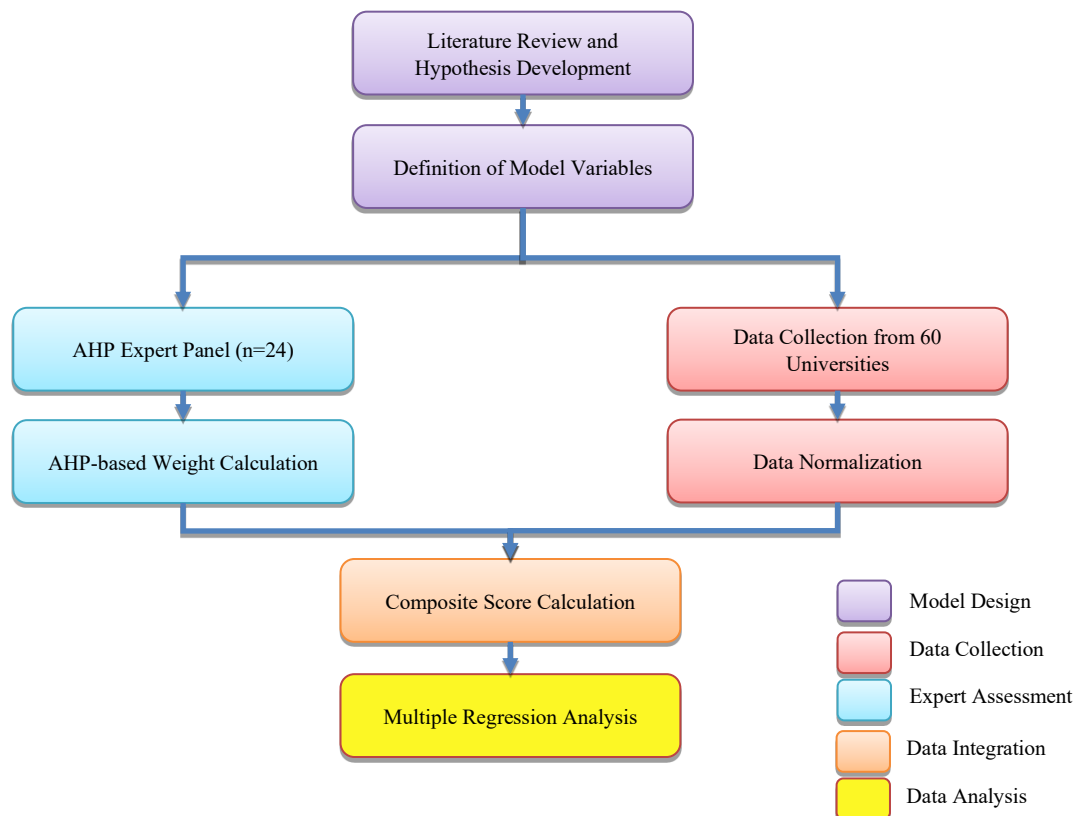 Literature Review and
Hypothesis Development
Definition of Model Variables
AHP Expert Panel (n=24)
Data Collection from 60
Universities
AHP-based Weight Calculation
Data Normalization
Composite Score Calculation
Multiple Regression Analysis
Model Design
Data Collection
Expert Assessment
Data Integration
Data Analysis